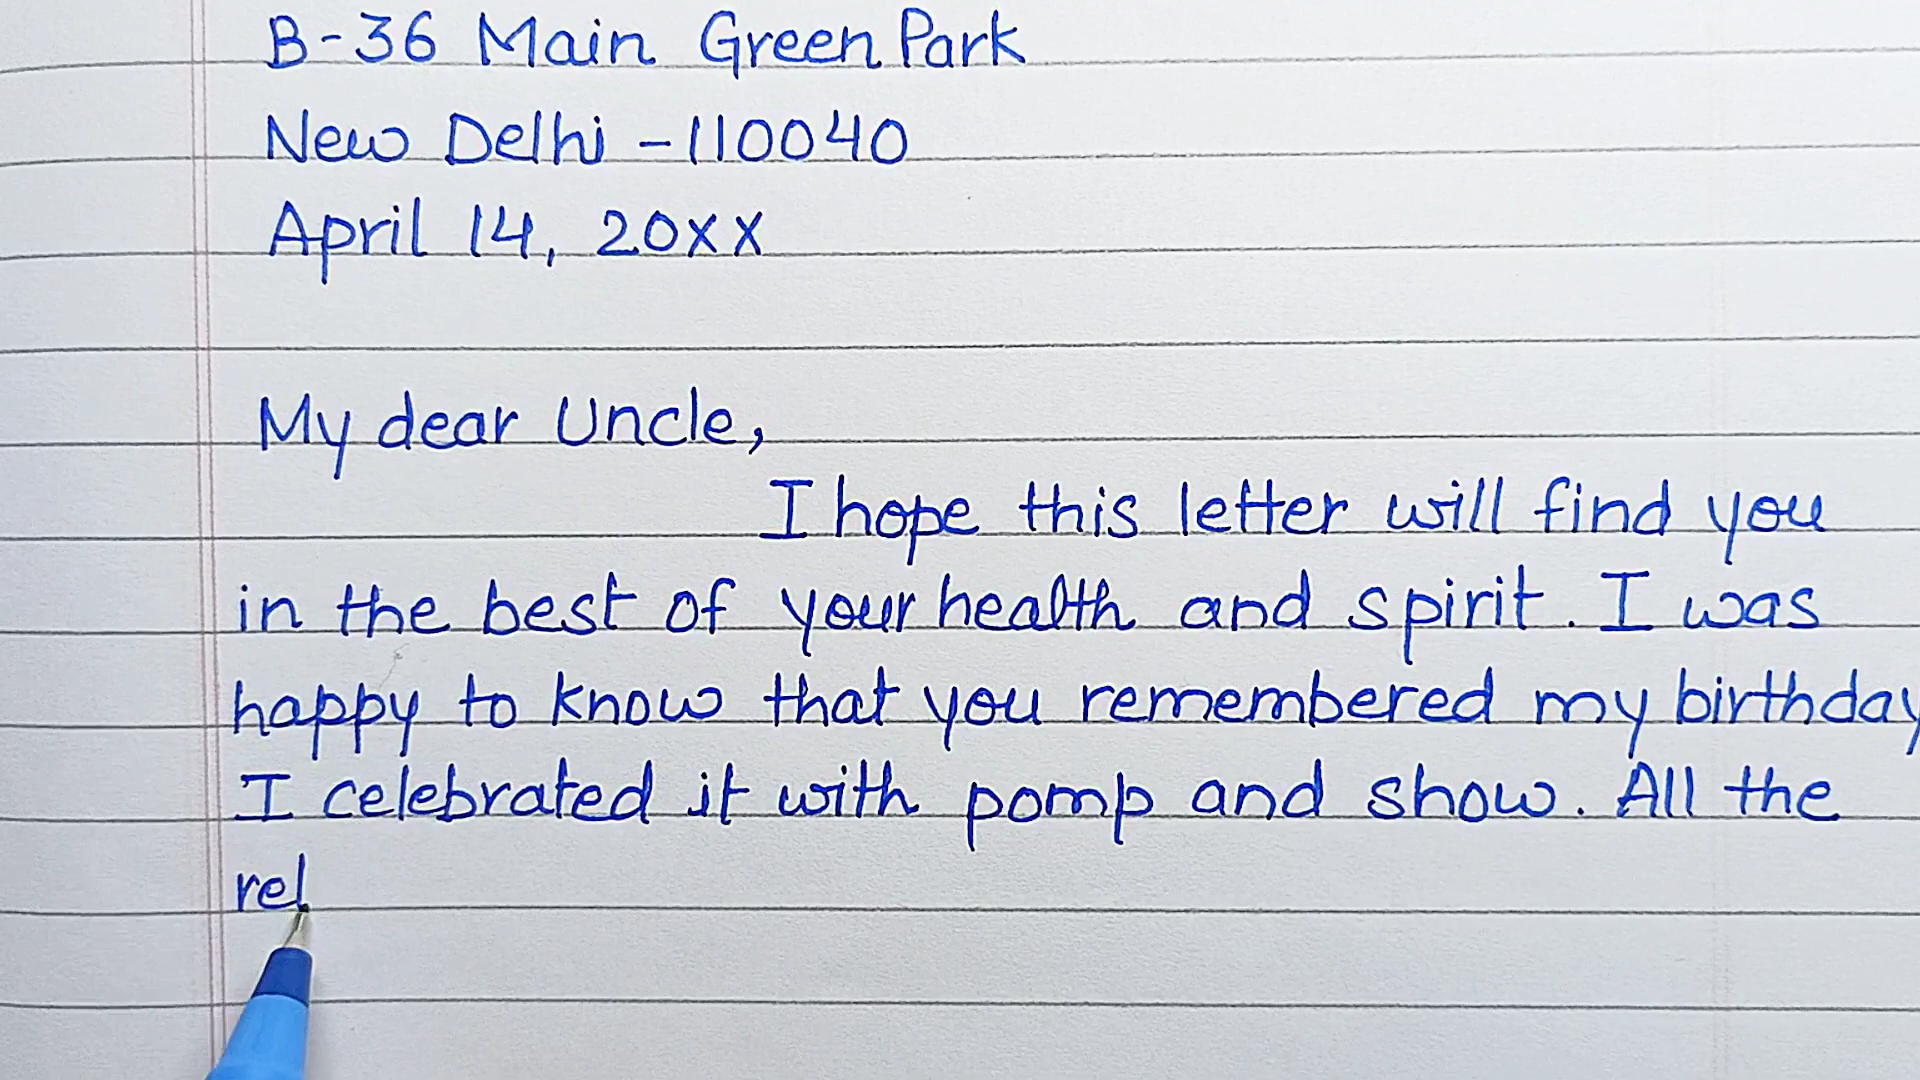 B-36 Main Green Park
New Delhi -110040
April 14, 20XX
My dear Uncle,
I hope this letter will find you
in the best of your health and spirit. I was
happy to know that you remembered my birthday
I celebrated it with pomp and show. All the
rel